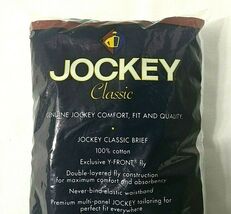 JOCKEY
Classic
GENUINE JOCKEY COMFORT, FIT AND QUALITY
JOCKEY CLASSIC BRIEF
100% cotton
Exclusive Y-FRONT® fly
Double-layered fly construction
for maximum comfort and absorbency
Never-bind elastic waistband
Premium multi-panel JOCKEY tailoring for
perfect fit everywhere